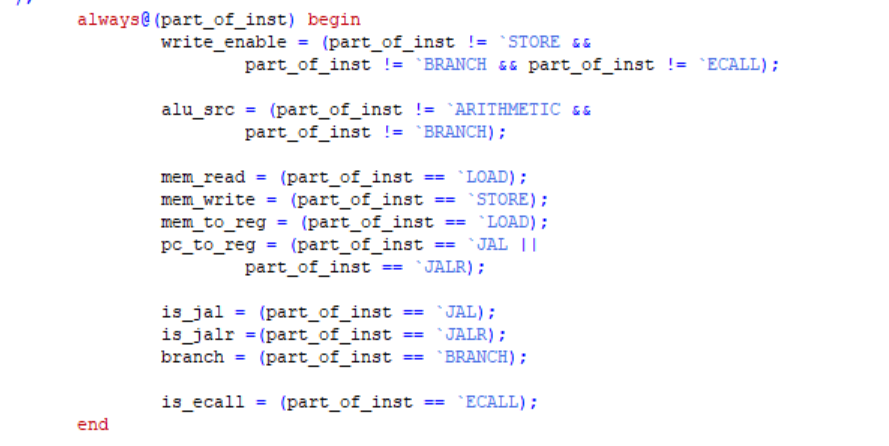 always@(part_of_inst) begin
write_enable = (part_of_inst != `STORE &&
part_of_inst != `BRANCH && part_of_inst != `ECALL);
alu_src = (part_of_inst != `ARITHMETIC &&
part_of_inst != `BRANCH);
mem_read = (part_of_inst == `LOAD);
mem_write = (part_of_inst == `STORE);
mem_to_reg = (part_of_inst == `LOAD);
pc_to_reg = (part_of_inst == `JAL ||
part_of_inst == `JALR);
is_jal = (part_of_inst == `JAL);
is_jalr =(part_of_inst == `JALR);
branch = (part_of_inst == `BRANCH);
is_ecall = (part_of_inst == `ECALL);
end